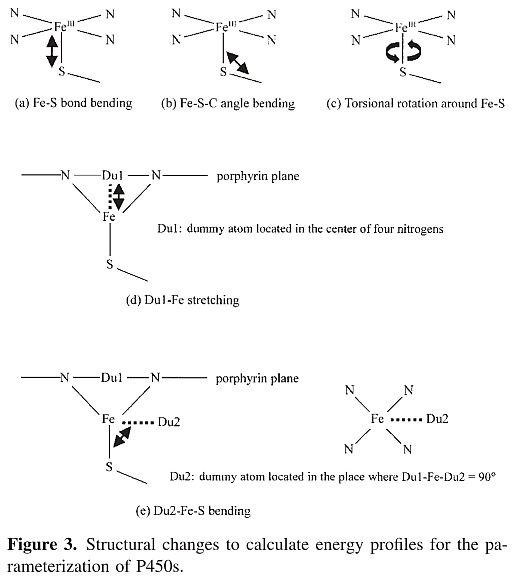 N N N N N N
Fe^III Fe^III Fe^III
N N N N N N
S S S
(a) Fe-S bond bending (b) Fe-S-C angle bending (c) Torsional rotation around Fe-S
N Du1 N porphyrin plane
Fe
Du1: dummy atom located in the center of four nitrogens
S
(d) Du1-Fe stretching
N Du1 N porphyrin plane
N N
Fe Du2 Fe Du2
N N
S
Du2: dummy atom located in the place where Du1-Fe-Du2 = 90°
(e) Du2-Fe-S bending
Figure 3. Structural changes to calculate energy profiles for the pa-
rameterization of P450s.